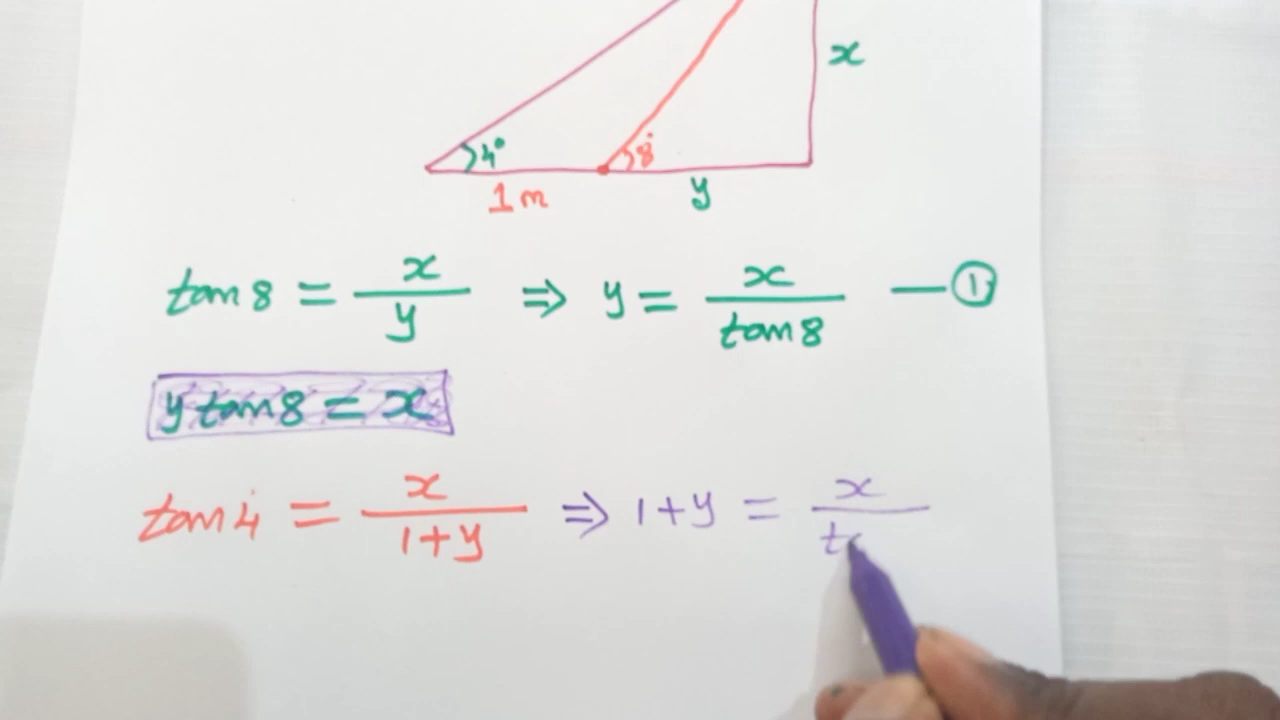 x
4° 8°
1m y
tan 8 = x/y ⇒ y = x/tan 8 — ①
y tan 8 = x
tan 4 = x/1+y ⇒ 1+y = x/t